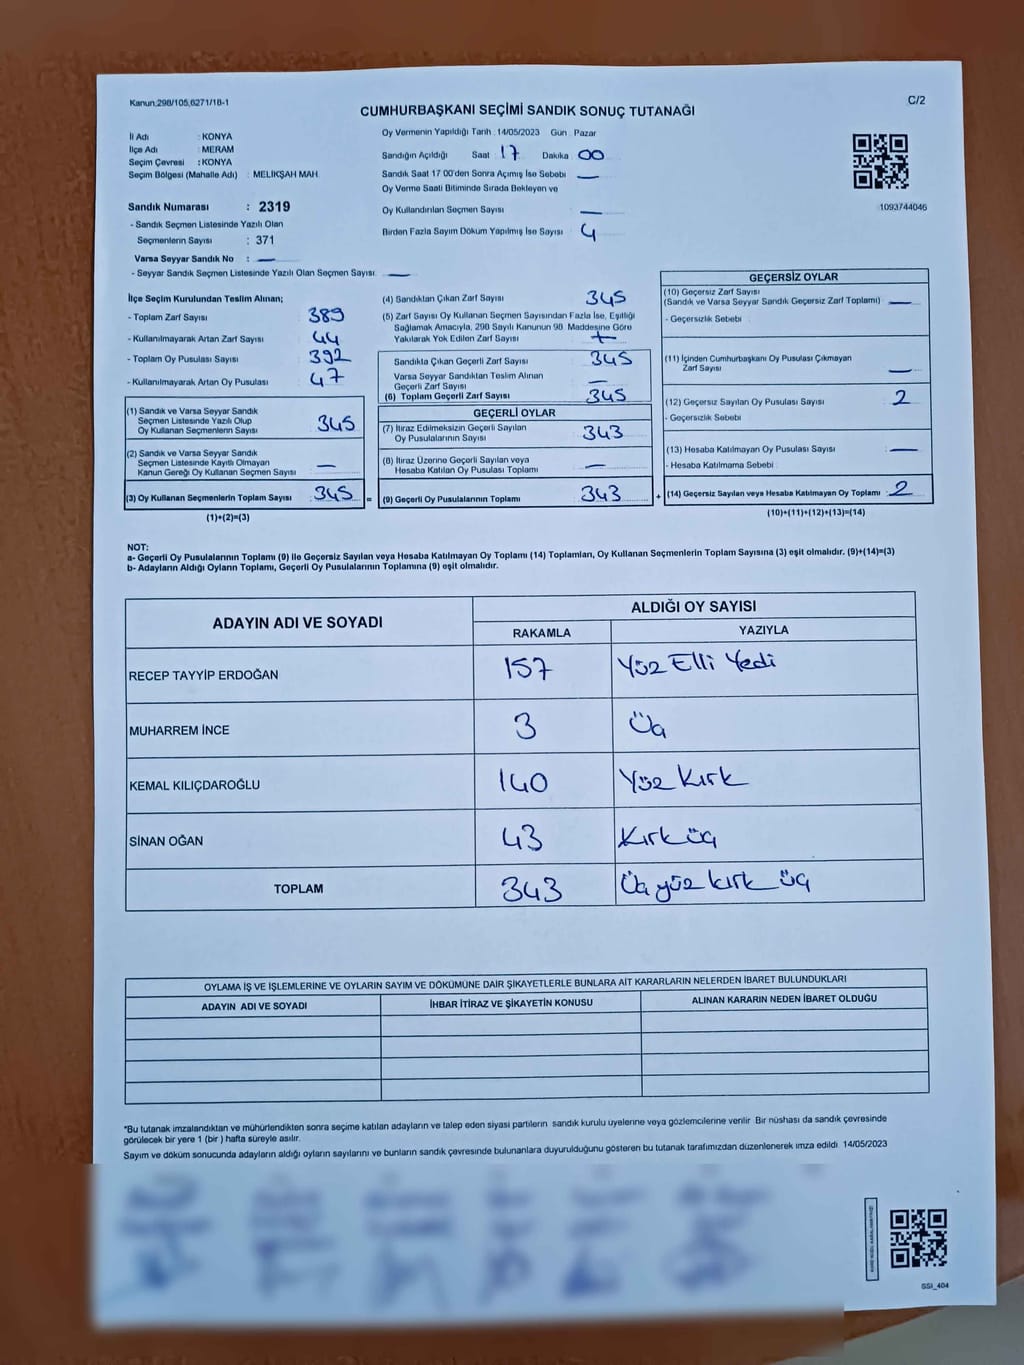 Kanun,298/105,6271/18-1
C/2
CUMHURBAŞKANI SEÇİMİ SANDIK SONUÇ TUTANAĞI
İl Adı : KONYA
İlçe Adı : MERAM
Seçim Çevresi : KONYA
Seçim Bölgesi (Mahalle Adı) : MELİKŞAH MAH.
Sandık Numarası : 2319
- Sandık Seçmen Listesinde Yazılı Olan
Seçmenlerin Sayısı : 371
Varsa Seyyar Sandık No : —
- Seyyar Sandık Seçmen Listesinde Yazılı Olan Seçmen Sayısı: —
Oy Vermenin Yapıldığı Tarih : 14/05/2023 Gün : Pazar
Sandığın Açıldığı Saat : 17 Dakika 00
Sandık Saat 17 00'den Sonra Açımış İse Sebebi —
Oy Verme Saati Bitiminde Sırada Bekleyen ve
Oy Kullandırılan Seçmen Sayısı —
Birden Fazla Sayım Döküm Yapılmış İse Sayısı 4
1093744046
İlçe Seçim Kurulundan Teslim Alınan;
- Toplam Zarf Sayısı 389
- Kullanılmayarak Artan Zarf Sayısı 44
- Toplam Oy Pusulası Sayısı 392
- Kullanılmayarak Artan Oy Pusulası 47
(1) Sandık ve Varsa Seyyar Sandık
Seçmen Listesinde Yazılı Olup
Oy Kullanan Seçmenlerin Sayısı 345
(2) Sandık ve Varsa Seyyar Sandık
Seçmen Listesinde Kayıtlı Olmayan
Kanun Gereği Oy Kullanan Seçmen Sayısı —
(3) Oy Kullanan Seçmenlerin Toplam Sayısı 345 =
(1)+(2)=(3)
(4) Sandıktan Çıkan Zarf Sayısı 345
(5) Zarf Sayısı Oy Kullanan Seçmen Sayısından Fazla İse, Eşitliği
Sağlamak Amacıyla, 298 Sayılı Kanunun 98. Maddesine Göre
Yakılarak Yok Edilen Zarf Sayısı
Sandıkta Çıkan Geçerli Zarf Sayısı 345
Varsa Seyyar Sandıktan Teslim Alınan
Geçerli Zarf Sayısı —
(6) Toplam Geçerli Zarf Sayısı 345
GEÇERLİ OYLAR
(7) İtiraz Edilmeksizin Geçerli Sayılan
Oy Pusulalarının Sayısı 343
(8) İtiraz Üzerine Geçerli Sayılan veya
Hesaba Katılan Oy Pusulası Toplamı —
(9) Geçerli Oy Pusulalarının Toplamı 343 +
GEÇERSİZ OYLAR
(10) Geçersiz Zarf Sayısı
(Sandık ve Varsa Seyyar Sandık Geçersiz Zarf Toplamı) —
- Geçersizlik Sebebi
(11) İçinden Cumhurbaşkanı Oy Pusulası Çıkmayan
Zarf Sayısı —
(12) Geçersiz Sayılan Oy Pusulası Sayısı 2
- Geçersizlik Sebebi
(13) Hesaba Katılmayan Oy Pusulası Sayısı —
- Hesaba Katılmama Sebebi
(14) Geçersiz Sayılan veya Hesaba Katılmayan Oy Toplamı 2
(10)+(11)+(12)+(13)=(14)
NOT:
a- Geçerli Oy Pusulalarının Toplamı (9) ile Geçersiz Sayılan veya Hesaba Katılmayan Oy Toplamı (14) Toplamları, Oy Kullanan Seçmenlerin Toplam Sayısına (3) eşit olmalıdır. (9)+(14)=(3)
b- Adayların Aldığı Oyların Toplamı, Geçerli Oy Pusulalarının Toplamına (9) eşit olmalıdır.
ADAYIN ADI VE SOYADI ALDIĞI OY SAYISI
RAKAMLA YAZIYLA
RECEP TAYYİP ERDOĞAN 157 Yüz Elli Yedi
MUHARREM İNCE 3 Üç
KEMAL KILIÇDAROĞLU 140 Yüz Kırk
SİNAN OĞAN 43 Kırk üç
TOPLAM 343 Üç yüz kırk üç
OYLAMA İŞ VE İŞLEMLERİNE VE OYLARIN SAYIM VE DÖKÜMÜNE DAİR ŞİKAYETLERLE BUNLARA AİT KARARLARIN NELERDEN İBARET BULUNDUKLARI
ADAYIN ADI VE SOYADI İHBAR İTİRAZ VE ŞİKAYETİN KONUSU ALINAN KARARIN NEDEN İBARET OLDUĞU
*Bu tutanak imzalandıktan ve mühürlendikten sonra seçime katılan adayların ve talep eden siyasi partilerin sandık kurulu üyelerine veya gözlemcilerine verilir Bir nüshası da sandık çevresinde
görülecek bir yere 1 (bir ) hafta süreyle asılır.
Sayım ve döküm sonucunda adayların aldığı oyların sayılarını ve bunların sandık çevresinde bulunanlara duyurulduğunu gösteren bu tutanak tarafımızdan düzenlenerek imza edildi 14/05/2023
SSI_404